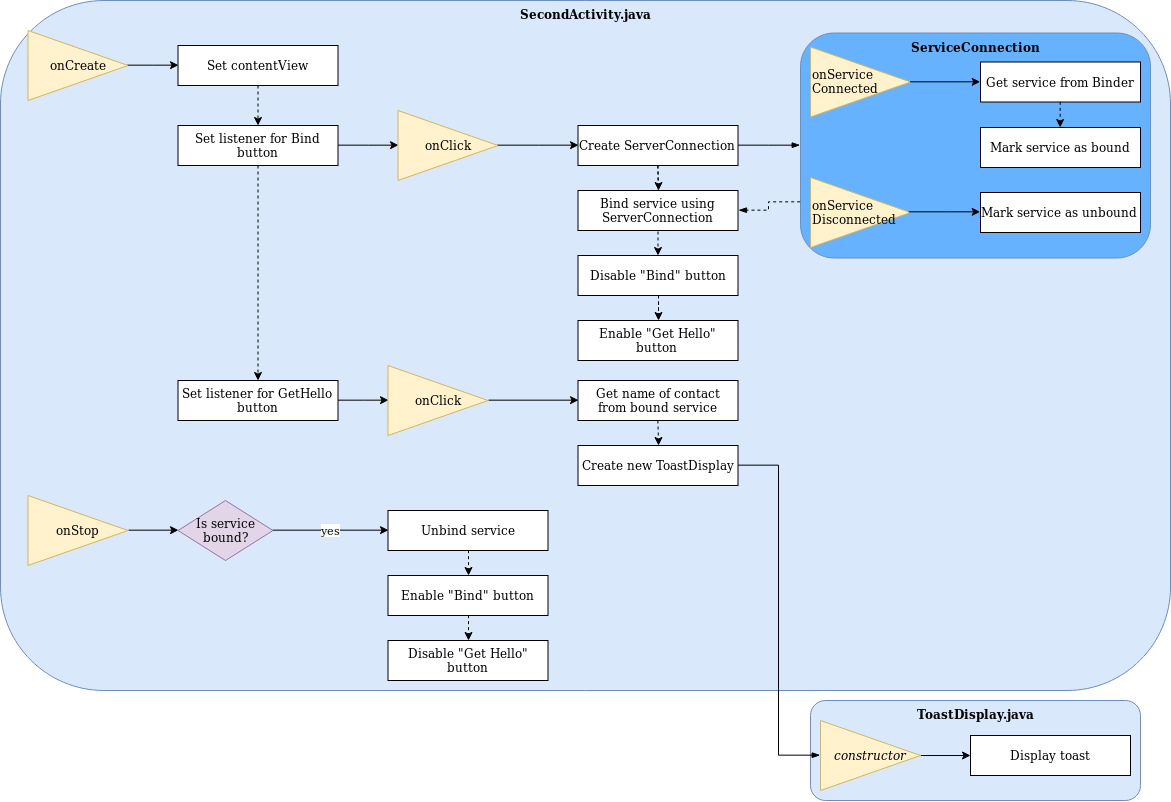 SecondActivity.java
onCreate
Set contentView
Set listener for Bind
button
onClick
Create ServerConnection
Bind service using
ServerConnection
Disable "Bind" button
Enable "Get Hello"
button
ServiceConnection
onService
Connected
Get service from Binder
Mark service as bound
onService
Disconnected
Mark service as unbound
Set listener for GetHello
button
onClick
Get name of contact
from bound service
Create new ToastDisplay
onStop
Is service
bound?
yes
Unbind service
Enable "Bind" button
Disable "Get Hello"
button
ToastDisplay.java
constructor
Display toast